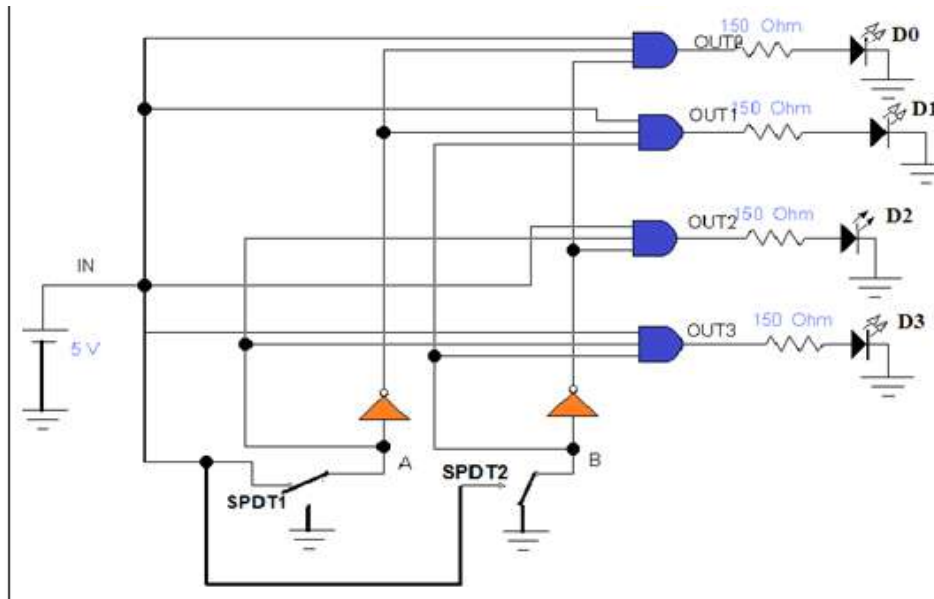 150 Ohm
OUT0
D0
150 Ohm
OUT1
D1
150 Ohm
OUT2
D2
IN
5 V
150 Ohm
OUT3
D3
A
B
SPDT1
SPDT2